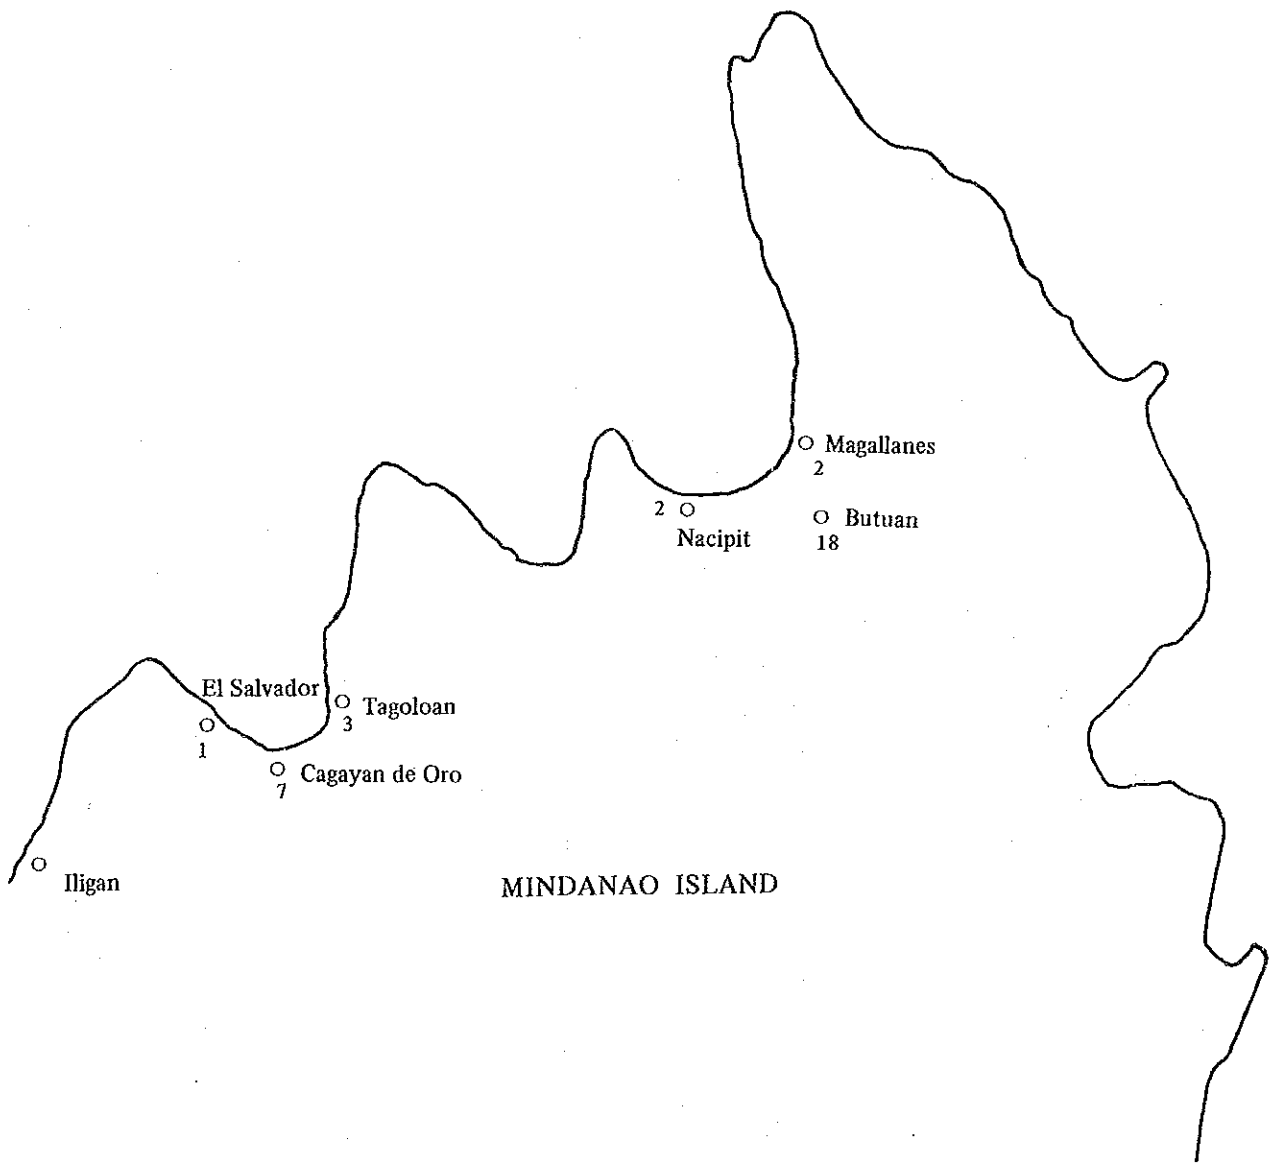 Magallanes
2
2
Nacipit
Butuan
18
El Salvador
1
Tagoloan
3
Cagayan de Oro
7
Iligan
MINDANAO ISLAND